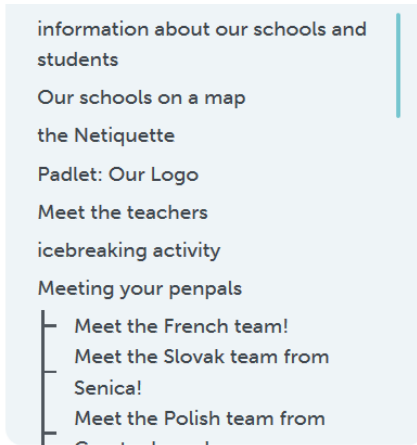 information about our schools and
students
Our schools on a map
the Netiquette
Padlet: Our Logo
Meet the teachers
icebreaking activity
Meeting your penpals
Meet the French team!
Meet the Slovak team from
Senica!
Meet the Polish team from